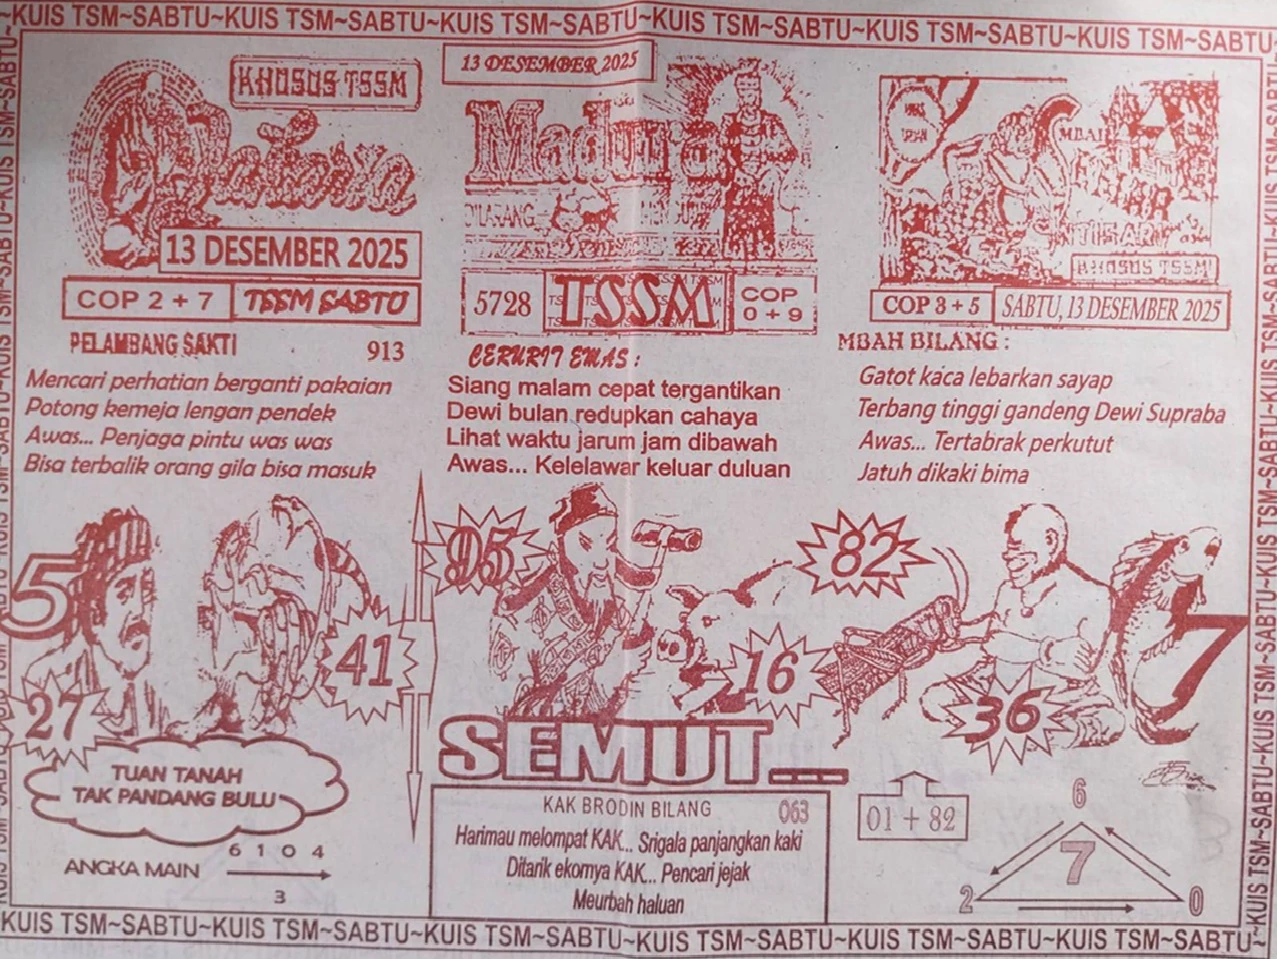 KUIS TSM~SABTU~KUIS TSM~SABTU~KUIS TSM~SABTU~KUIS TSM~SABTU~KUIS TSM~SABTU~KUIS TSM~SABTU
KHUSUS TSSM
13 DESEMBER 2025
COP 2 + 7
TSSM SABTU
PELAMBANG SAKTI
913
Mencari perhatian berganti pakaian
Potong kemeja lengan pendek
Awas... Penjaga pintu was was
Bisa terbalik orang gila bisa masuk
5
27
41
TUAN TANAH
TAK PANDANG BULU
ANGKA MAIN
6 1 0 4
3
13 DESEMBER 2025
Madura
DILARANG
5728
TSSM
COP
0 + 9
CERURIT EMAS :
Siang malam cepat tergantikan
Dewi bulan redupkan cahaya
Lihat waktu jarum jam dibawah
Awas... Kelelawar keluar duluan
D5
16
SEMUT...
KAK BRODIN BILANG
063
Harimau melompat KAK... Srigala panjangkan kaki
Ditarik ekornya KAK... Pencari jejak
Meurbah haluan
MBAH
KHUSUS TSSM
COP 3 + 5
SABTU, 13 DESEMBER 2025
MBAH BILANG :
Gatot kaca lebarkan sayap
Terbang tinggi gandeng Dewi Supraba
Awas... Tertabrak perkutut
Jatuh dikaki bima
82
36
7
01 + 82
6
7
2
0
KUIS TSM~SABTU~KUIS TSM~SABTU~KUIS TSM~SABTU~KUIS TSM~SABTU~KUIS TSM~SABTU~KUIS TSM~SABTU~